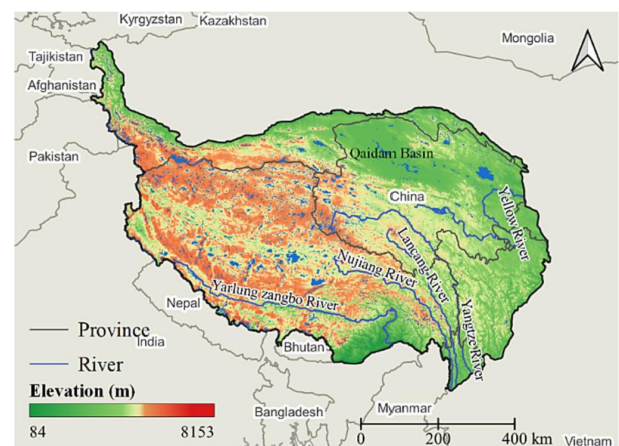 Kyrgyzstan
Kazakhstan
Mongolia
Tajikistan
Afghanistan
Pakistan
Qaidam Basin
China
Yellow River
Lancang River
Nujiang River
Yarlung zangbo River
Yangtze River
Nepal
Province
India
River
Bhutan
Elevation (m)
84
8153
Bangladesh
Myanmar
0
200
400 km
Vietnam